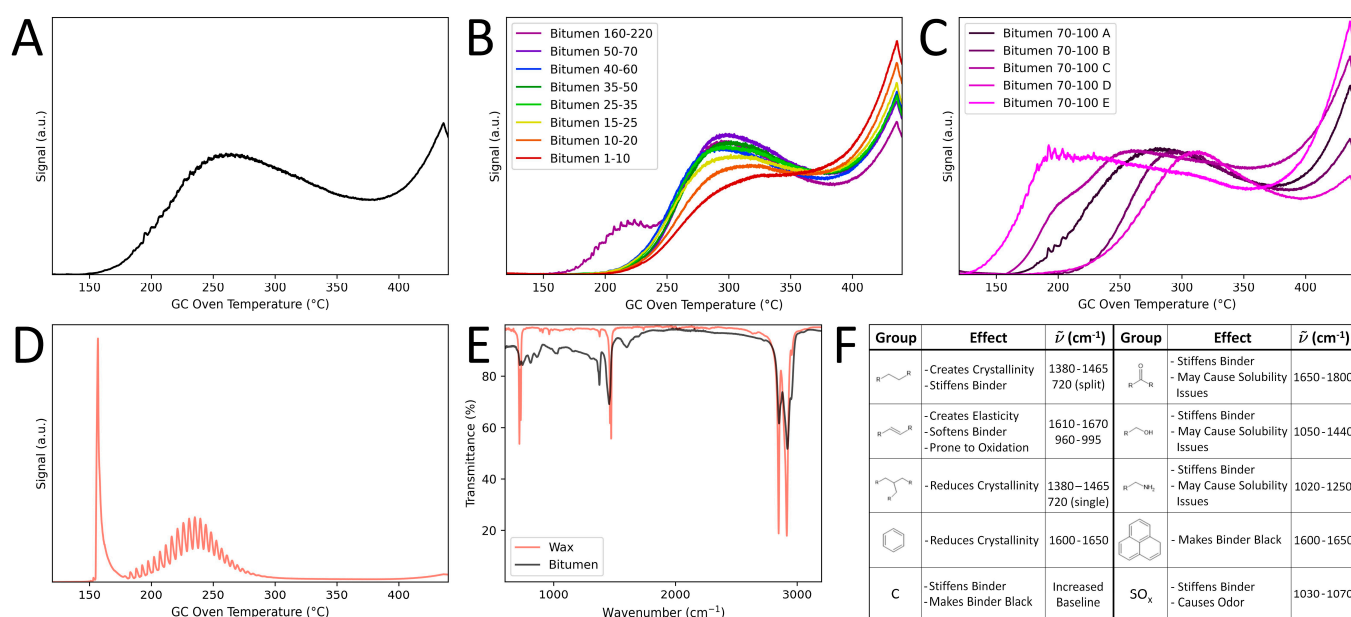 A
Signal (a.u.)
150
200
250
300
350
400
GC Oven Temperature (°C)
B
Bitumen 160-220
Bitumen 50-70
Bitumen 40-60
Bitumen 35-50
Bitumen 25-35
Bitumen 15-25
Bitumen 10-20
Bitumen 1-10
Signal (a.u.)
150
200
250
300
350
400
GC Oven Temperature (°C)
C
Bitumen 70-100 A
Bitumen 70-100 B
Bitumen 70-100 C
Bitumen 70-100 D
Bitumen 70-100 E
Signal (a.u.)
150
200
250
300
350
400
GC Oven Temperature (°C)
D
Signal (a.u.)
150
200
250
300
350
400
GC Oven Temperature (°C)
E
80
60
40
20
Transmittance (%)
Wax
Bitumen
1000
2000
3000
Wavenumber (cm⁻¹)
F
Group Effect ṽ (cm⁻¹) Group Effect ṽ (cm⁻¹)
R R
- Creates Crystallinity
- Stiffens Binder
1380-1465
720 (split)
O
R R
- Stiffens Binder
- May Cause Solubility
Issues
1650-1800
R R
- Creates Elasticity
- Softens Binder
- Prone to Oxidation
1610-1670
960-995
R OH
- Stiffens Binder
- May Cause Solubility
Issues
1050-1440
R R
R
- Reduces Crystallinity
1380–1465
720 (single)
R NH₂
- Stiffens Binder
- May Cause Solubility
Issues
1020-1250
- Reduces Crystallinity
1600-1650
- Makes Binder Black
1600-1650
C
- Stiffens Binder
- Makes Binder Black
Increased
Baseline
SOₓ
- Stiffens Binder
- Causes Odor
1030-1070